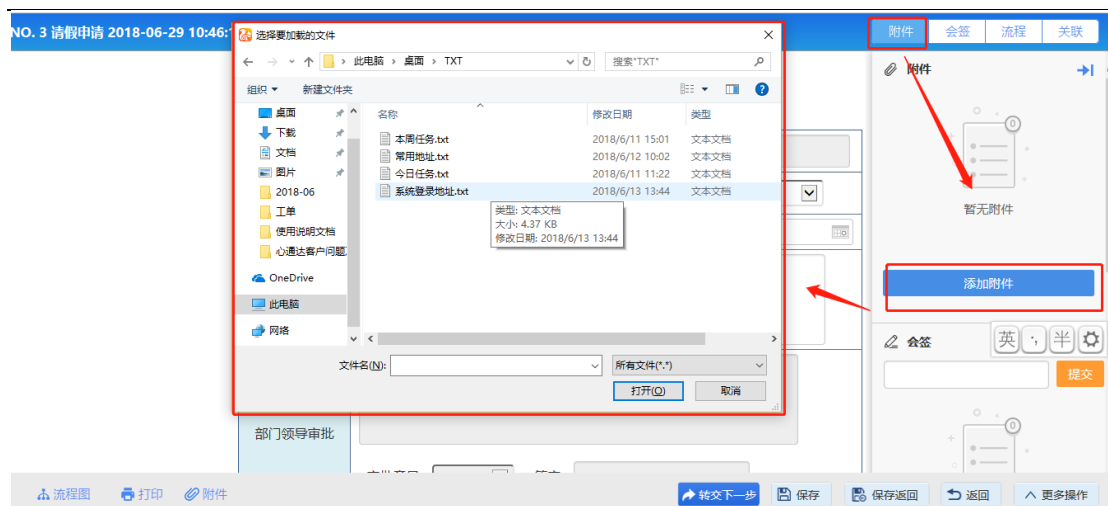 NO. 3 请假申请 2018-06-29 10:46:
附件 会签 流程 关联
选择要加载的文件
此电脑 › 桌面 › TXT
搜索"TXT"
组织 新建文件夹
名称 修改日期 类型
桌面
下载
文档
图片
2018-06
工单
使用说明文档
心通达客户问题
OneDrive
此电脑
网络
本周任务.txt 2018/6/11 15:01 文本文档
常用地址.txt 2018/6/12 10:02 文本文档
今日任务.txt 2018/6/11 11:22 文本文档
系统登录地址.txt 2018/6/13 13:44 文本文档
类型: 文本文档
大小: 4.37 KB
修改日期: 2018/6/13 13:44
文件名(N): 所有文件(*.*)
打开(O) 取消
附件
0
暂无附件
添加附件
会签
英 半
提交
0
部门领导审批
流程图 打印 附件
转交下一步 保存 保存返回 返回 更多操作